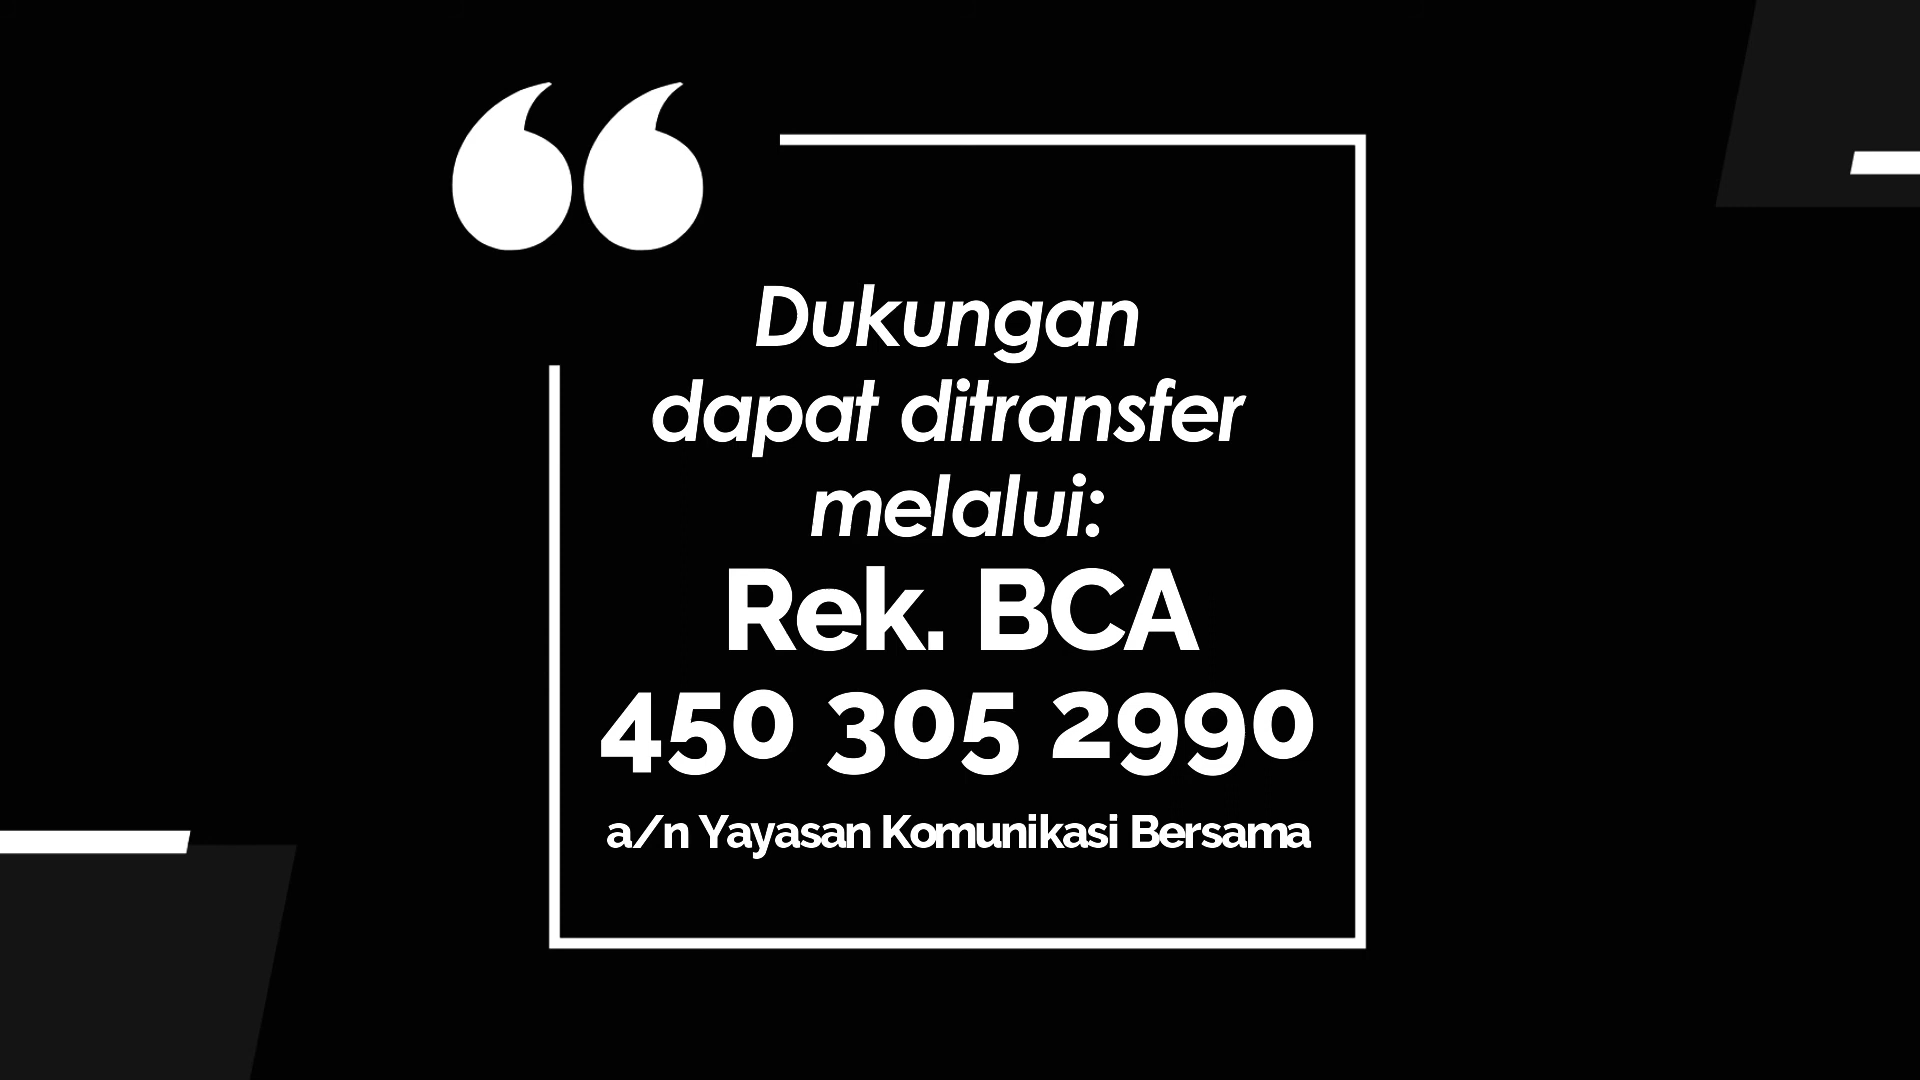 Dukungan
dapat ditransfer
melalui:
Rek. BCA
450 305 2990
a/n Yayasan Komunikasi Bersama